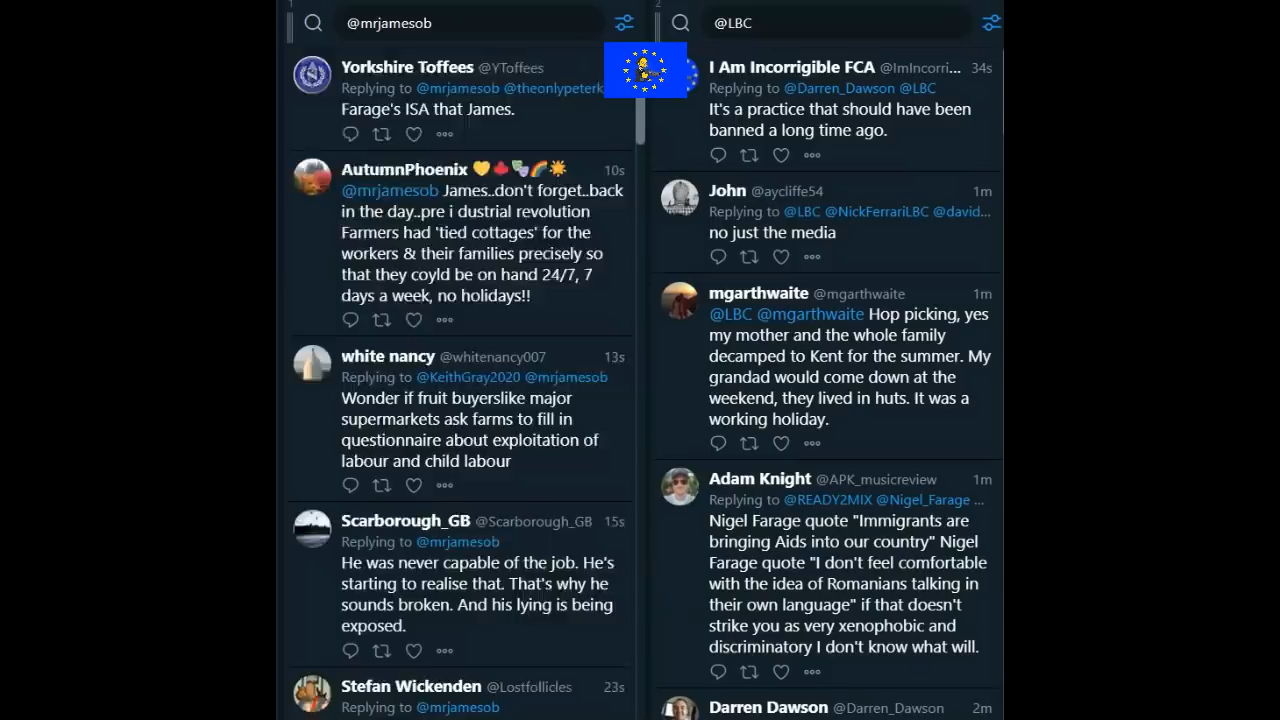 1
@mrjamesob
Yorkshire Toffees @YToffees
Replying to @mrjamesob @theonlypeterk
Farage's ISA that James.
AutumnPhoenix 💛🍁🎭🌈☀️ 10s
@mrjamesob James..don't forget..back
in the day..pre i dustrial revolution
Farmers had 'tied cottages' for the
workers & their families precisely so
that they coyld be on hand 24/7, 7
days a week, no holidays!!
white nancy @whitenancy007 13s
Replying to @KeithGray2020 @mrjamesob
Wonder if fruit buyerslike major
supermarkets ask farms to fill in
questionnaire about exploitation of
labour and child labour
Scarborough_GB @Scarborough_GB 15s
Replying to @mrjamesob
He was never capable of the job. He's
starting to realise that. That's why he
sounds broken. And his lying is being
exposed.
Stefan Wickenden @Lostfollicles 23s
Replying to @mrjamesob
2
@LBC
I Am Incorrigible FCA @ImIncorri... 34s
Replying to @Darren_Dawson @LBC
It's a practice that should have been
banned a long time ago.
John @aycliffe54 1m
Replying to @LBC @NickFerrariLBC @david...
no just the media
mgarthwaite @mgarthwaite 1m
@LBC @mgarthwaite Hop picking, yes
my mother and the whole family
decamped to Kent for the summer. My
grandad would come down at the
weekend, they lived in huts. It was a
working holiday.
Adam Knight @APK_musicreview 1m
Replying to @READY2MIX @Nigel_Farage ...
Nigel Farage quote "Immigrants are
bringing Aids into our country" Nigel
Farage quote "I don't feel comfortable
with the idea of Romanians talking in
their own language" if that doesn't
strike you as very xenophobic and
discriminatory I don't know what will.
Darren Dawson @Darren_Dawson 2m